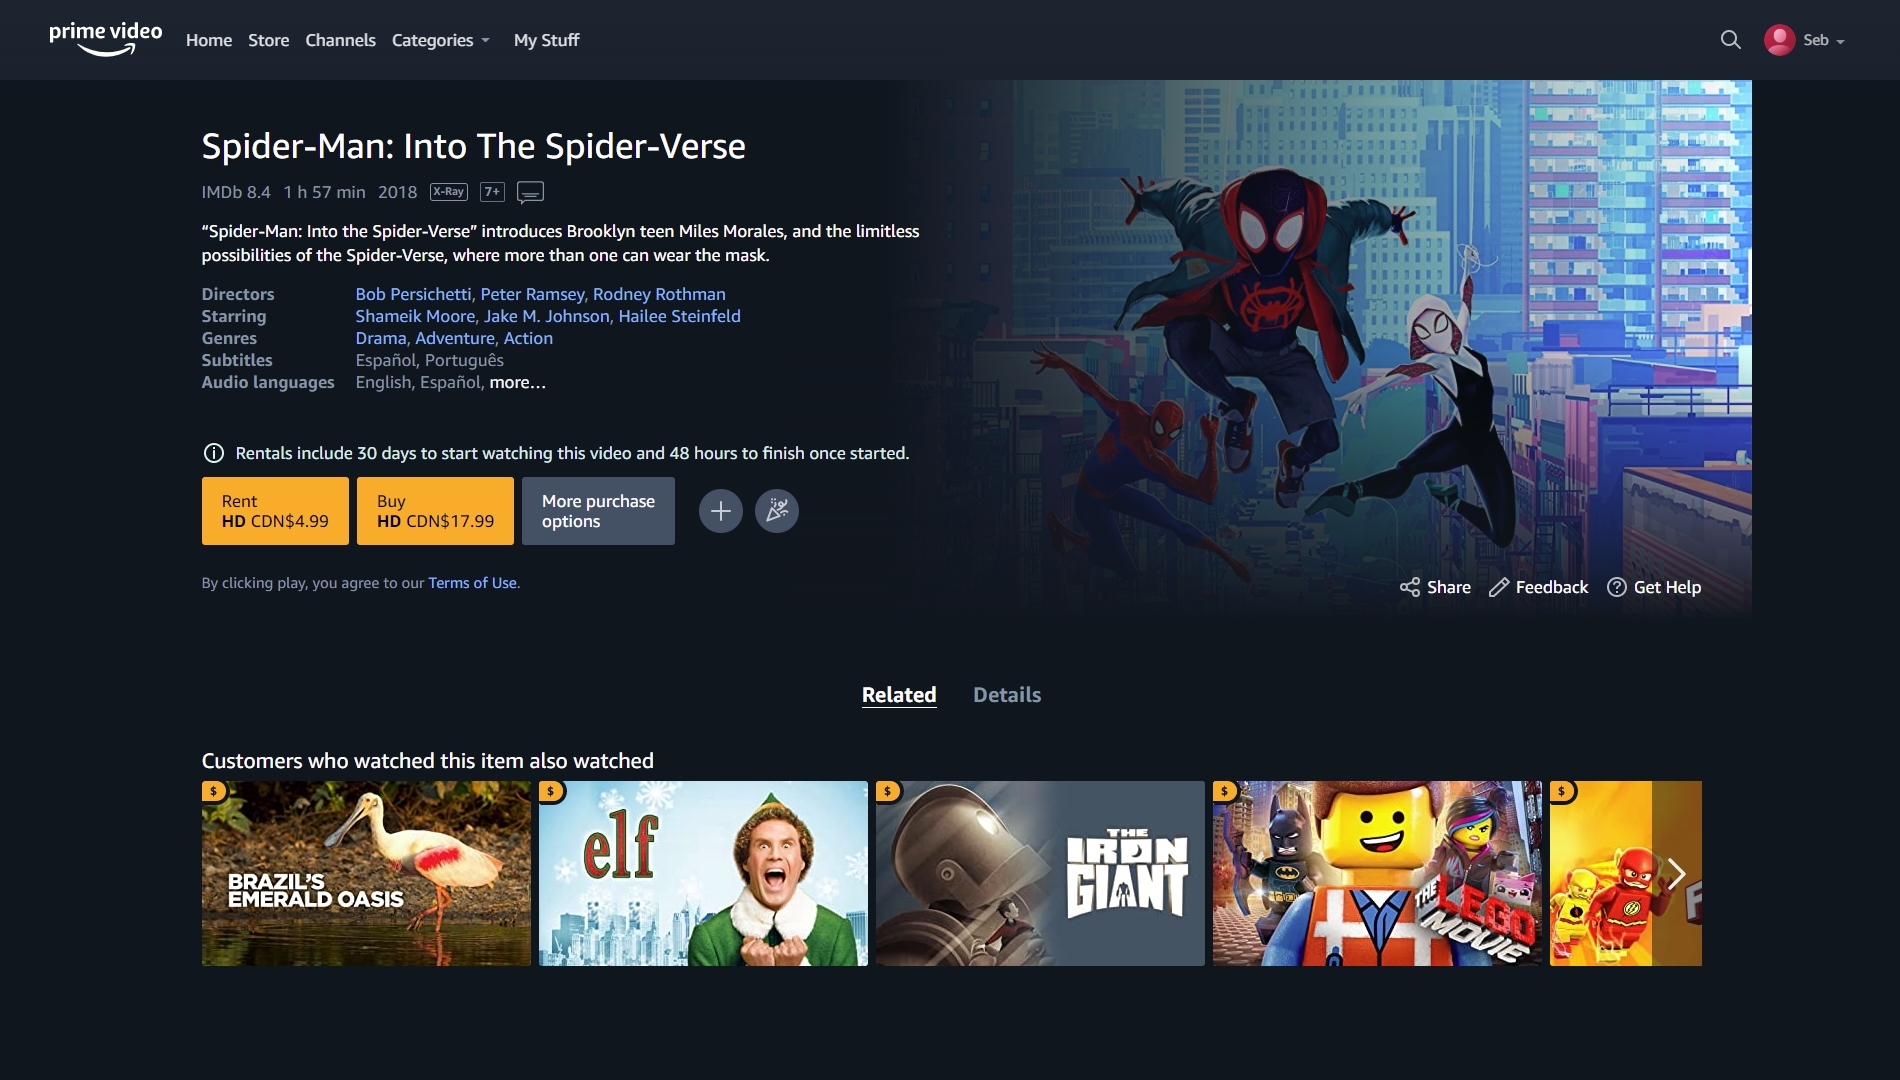 prime video
Home Store Channels Categories My Stuff
Seb
Spider-Man: Into The Spider-Verse
IMDb 8.4 1 h 57 min 2018 X-Ray 7+
“Spider-Man: Into the Spider-Verse” introduces Brooklyn teen Miles Morales, and the limitless
possibilities of the Spider-Verse, where more than one can wear the mask.
Directors Bob Persichetti, Peter Ramsey, Rodney Rothman
Starring Shameik Moore, Jake M. Johnson, Hailee Steinfeld
Genres Drama, Adventure, Action
Subtitles Español, Português
Audio languages English, Español, more...
Rentals include 30 days to start watching this video and 48 hours to finish once started.
Rent
HD CDN$4.99
Buy
HD CDN$17.99
More purchase
options
By clicking play, you agree to our Terms of Use.
Share Feedback Get Help
Related Details
Customers who watched this item also watched
$ $ $ $ $
BRAZIL'S
EMERALD OASIS
elf
THE
IRON
GIANT
THE
LEGO
MOVIE